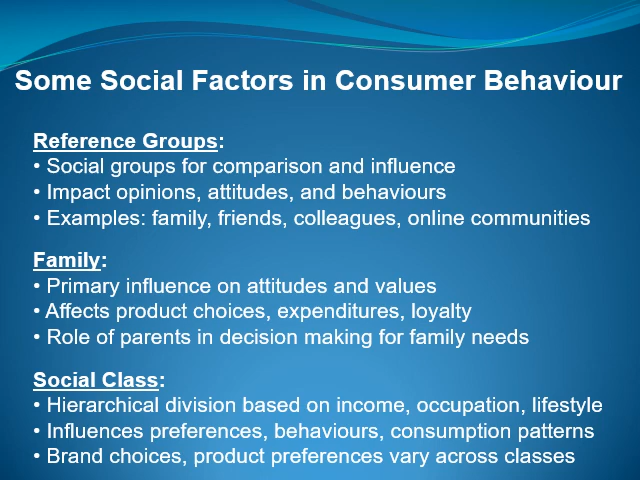 Some Social Factors in Consumer Behaviour
Reference Groups:
• Social groups for comparison and influence
• Impact opinions, attitudes, and behaviours
• Examples: family, friends, colleagues, online communities
Family:
• Primary influence on attitudes and values
• Affects product choices, expenditures, loyalty
• Role of parents in decision making for family needs
Social Class:
• Hierarchical division based on income, occupation, lifestyle
• Influences preferences, behaviours, consumption patterns
• Brand choices, product preferences vary across classes